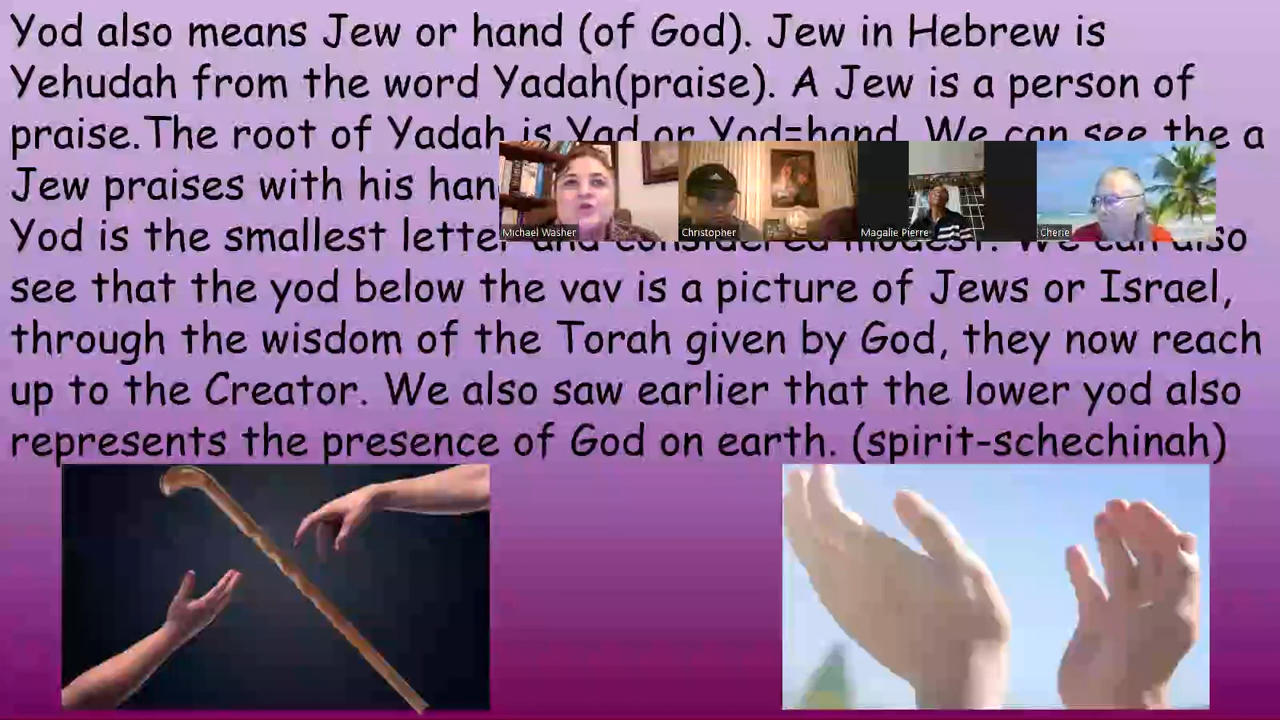 Yod also means Jew or hand (of God). Jew in Hebrew is
Yehudah from the word Yadah(praise). A Jew is a person of
praise.The root of Yadah is Yad or Yod=hand. We can see the a
Jew praises with his han
Michael Washer
Christopher
Magalie Pierre
Cherie
Yod is the smallest letter and considered modest. We can also
see that the yod below the vav is a picture of Jews or Israel,
through the wisdom of the Torah given by God, they now reach
up to the Creator. We also saw earlier that the lower yod also
represents the presence of God on earth. (spirit-schechinah)